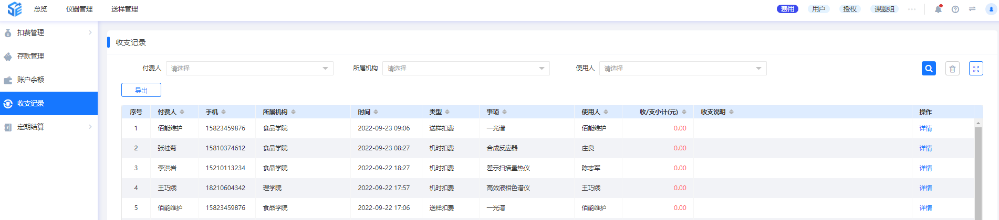 总览 仪器管理 送样管理 费用 用户 授权 课题组
扣费管理
存款管理
账户余额
收支记录
定期结算
收支记录
付费人 请选择 所属机构 请选择 使用人 请选择
导出
序号 付费人 手机 所属机构 时间 类型 事项 使用人 收/支小计(元) 收支说明 操作
1 佰能维护 15823459876 食品学院 2022-09-23 09:06 送样扣费 一光谱 佰能维护 0.00 详情
2 张桂菊 15810374612 食品学院 2022-09-23 08:27 机时扣费 合成反应器 庄良 0.00 详情
3 李洪岩 15210113234 食品学院 2022-09-22 18:27 机时扣费 差示扫描量热仪 陈志军 0.00 详情
4 王巧娥 18210604342 理学院 2022-09-22 17:57 机时扣费 高效液相色谱仪 王巧娥 0.00 详情
5 佰能维护 15823459876 食品学院 2022-09-22 17:06 送样扣费 一光谱 佰能维护 0.00 详情